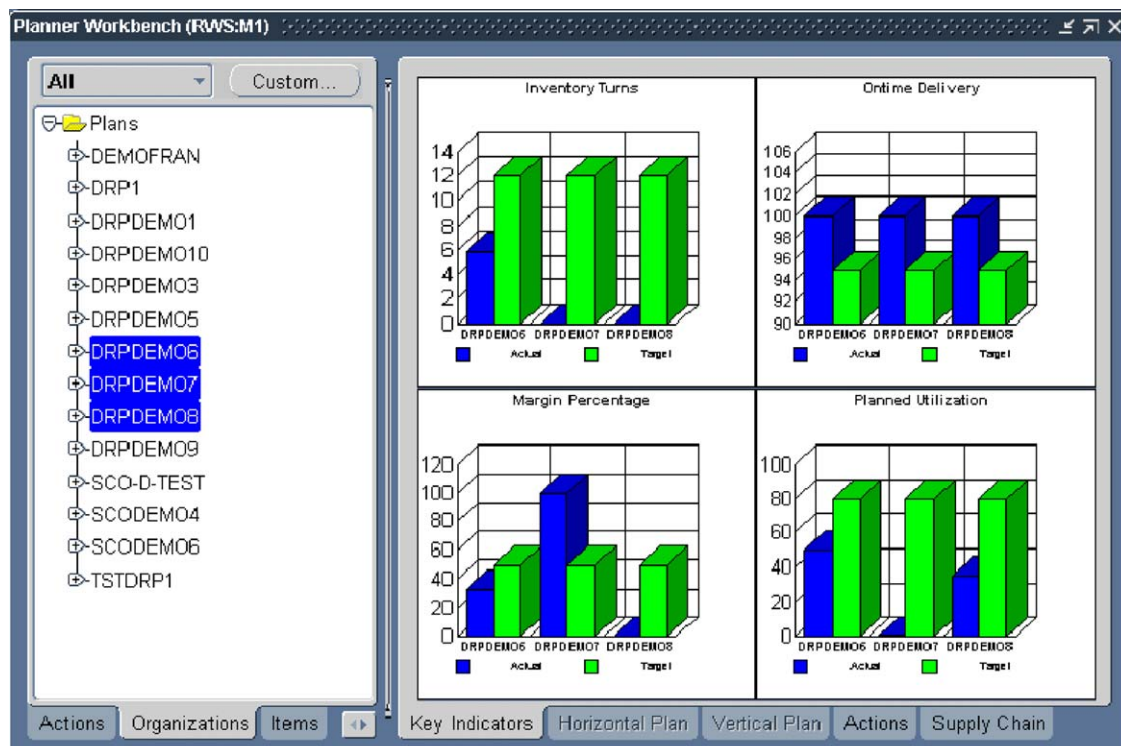 Planner Workbench (RWS:M1)
All
Custom...
Plans
DEMOFRAN
DRP1
DRPDEMO1
DRPDEMO10
DRPDEMO3
DRPDEMO5
DRPDEMO6
DRPDEMO7
DRPDEMO8
DRPDEMO9
SCO-D-TEST
SCODEMO4
SCODEMO6
TSTDRP1
Actions Organizations Items
Inventory Turns
14
12
10
8
6
4
2
0
DRPDEMO6 DRPDEMO7 DRPDEMO8
Actual Target
Ontime Delivery
106
104
102
100
98
96
94
92
90
DRPDEMO6 DRPDEMO7 DRPDEMO8
Actual Target
Margin Percentage
120
100
80
60
40
20
0
DRPDEMO6 DRPDEMO7 DRPDEMO8
Actual Target
Planned Utilization
100
80
60
40
20
0
DRPDEMO6 DRPDEMO7 DRPDEMO8
Actual Target
Key Indicators Horizontal Plan Vertical Plan Actions Supply Chain